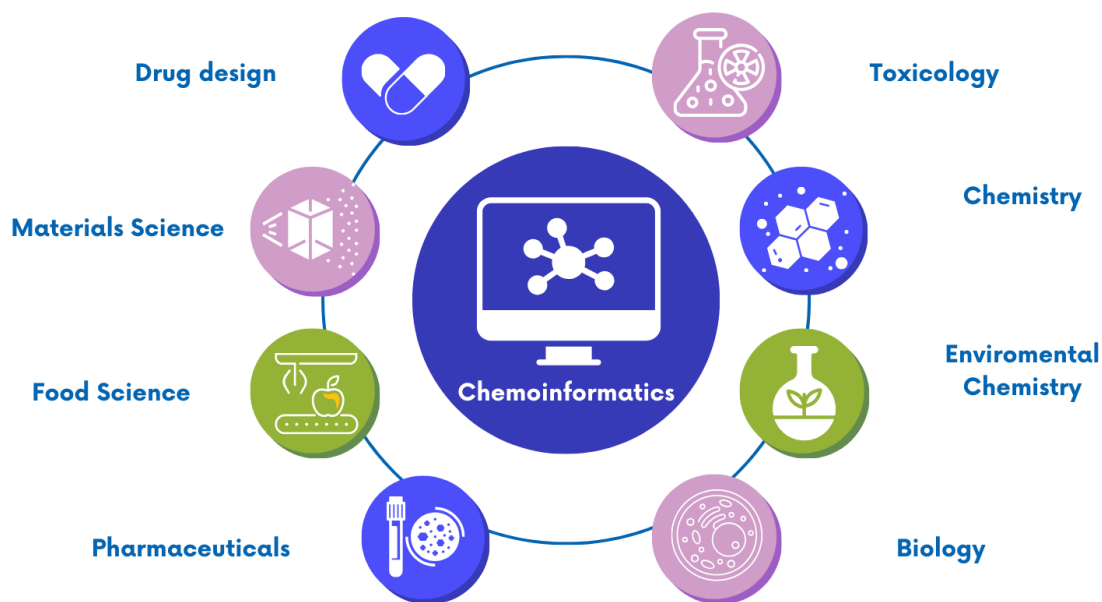 Drug design
Toxicology
Materials Science
Chemistry
Food Science
Chemoinformatics
Enviromental
Chemistry
Pharmaceuticals
Biology